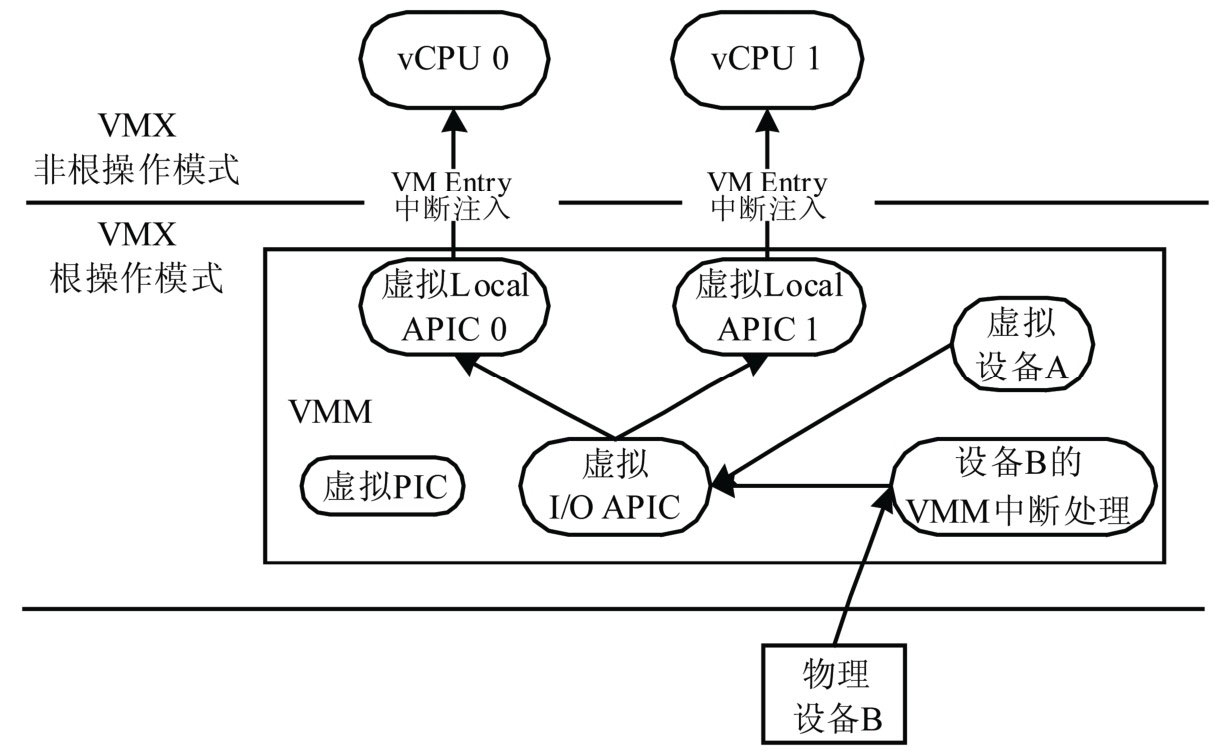 vCPU 0
vCPU 1
VMX
非根操作模式
VM Entry
中断注入
VM Entry
中断注入
VMX
根操作模式
虚拟Local
APIC 0
虚拟Local
APIC 1
虚拟
设备A
VMM
虚拟PIC
虚拟
I/O APIC
设备B的
VMM中断处理
物理
设备B